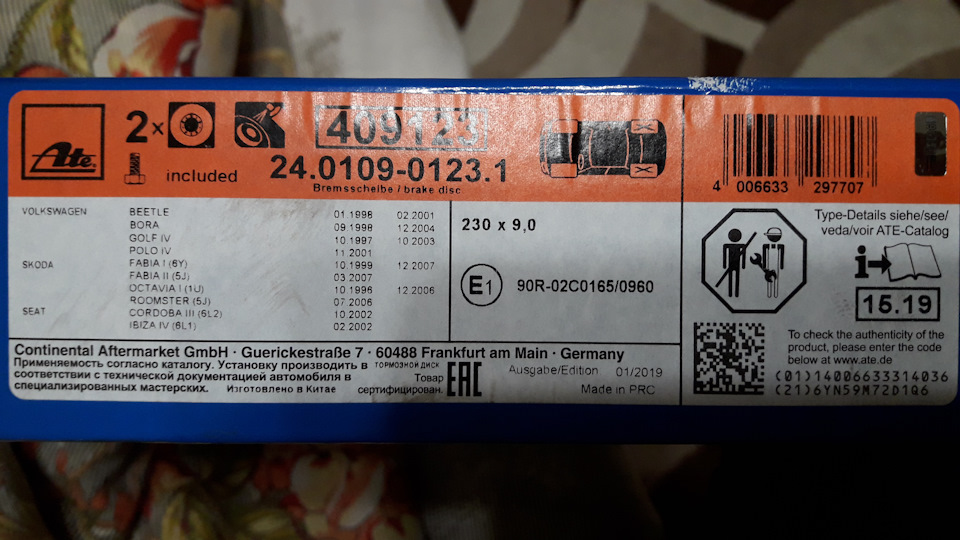 Ate
2x
included
409123
24.0109-0123.1
Bremsscheibe / brake disc
4 006633 297707
VOLKSWAGEN BEETLE 01.1998 02.2001
BORA 09.1998 12.2004
GOLF IV 10.1997 10.2003
POLO IV 11.2001
SKODA FABIA I (6Y) 10.1999 12.2007
FABIA II (5J) 03.2007
OCTAVIA I (1U) 10.1996 12.2006
ROOMSTER (5J) 07.2006
SEAT CORDOBA III (6L2) 10.2002
IBIZA IV (6L1) 02.2002
230 x 9,0
E1 90R-02C0165/0960
Type-Details siehe/see/
veda/voir ATE-Catalog
i
15.19
To check the authenticity of the
product, please enter the code
below at www.ate.de
(01)14006633314036
(21)6YN59M72D1Q6
Continental Aftermarket GmbH · Guerickestraße 7 · 60488 Frankfurt am Main · Germany
Применяемость согласно каталогу. Установку производить в
соответствии с технической документацией автомобиля в
специализированных мастерских. Изготовлено в Китае
ТОРМОЗНОЙ ДИСК
Товар
сертифицирован.
EAC
Ausgabe/Edition 01/2019
Made in PRC